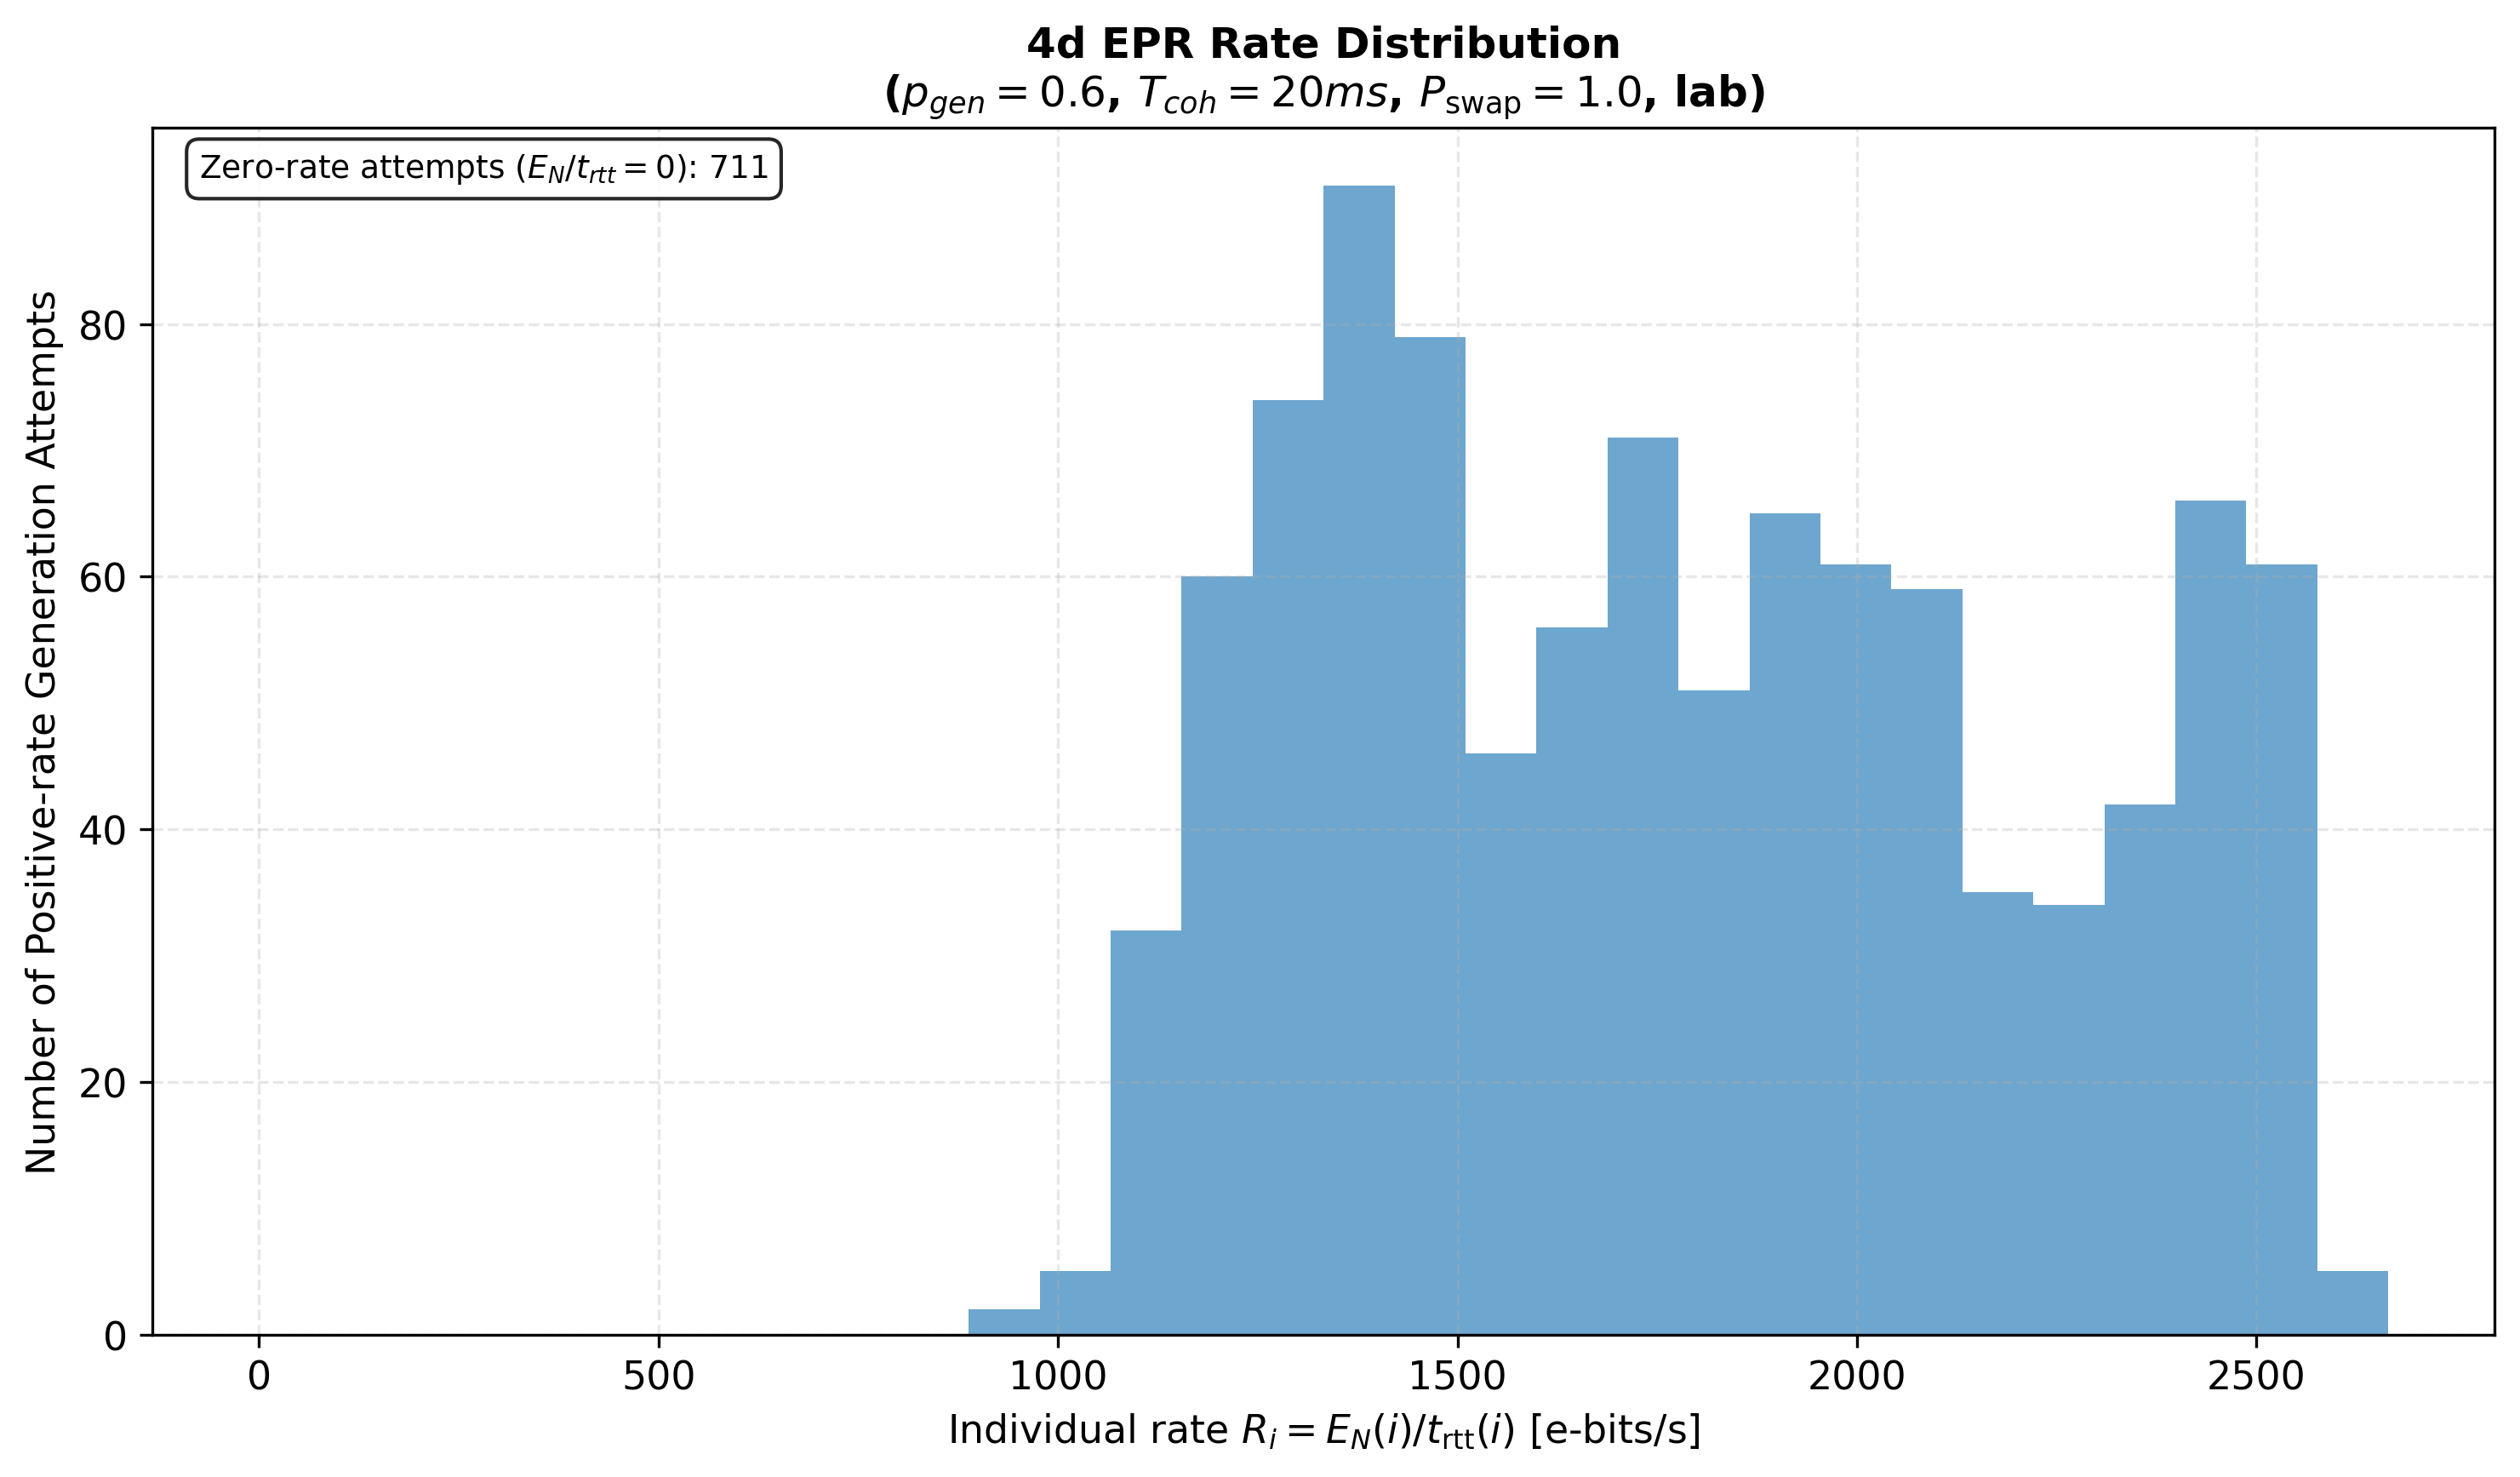 4d EPR Rate Distribution
(p_gen = 0.6, T_coh = 20ms, P_swap = 1.0, lab)
Zero-rate attempts (E_N/t_rtt = 0): 711
Number of Positive-rate Generation Attempts
80
60
40
20
0
0 500 1000 1500 2000 2500
Individual rate R_i = E_N(i)/t_rtt(i) [e-bits/s]